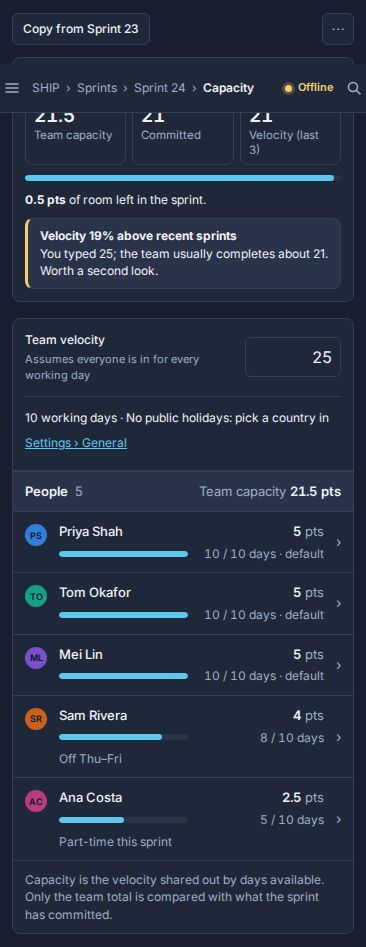 Copy from Sprint 23
···
SHIP › Sprints › Sprint 24 › Capacity
Offline
21.5
21
21
Team capacity
Committed
Velocity (last 3)
0.5 pts of room left in the sprint.
Velocity 19% above recent sprints
You typed 25; the team usually completes about 21.
Worth a second look.
Team velocity
Assumes everyone is in for every
working day
25
10 working days · No public holidays: pick a country in
Settings › General
People 5
Team capacity 21.5 pts
PS
Priya Shah
5 pts
10 / 10 days · default
TO
Tom Okafor
5 pts
10 / 10 days · default
ML
Mei Lin
5 pts
10 / 10 days · default
SR
Sam Rivera
4 pts
8 / 10 days
Off Thu–Fri
AC
Ana Costa
2.5 pts
5 / 10 days
Part-time this sprint
Capacity is the velocity shared out by days available.
Only the team total is compared with what the sprint
has committed.